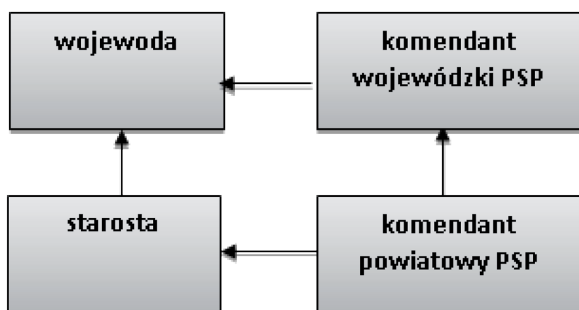 wojewoda
komendant
wojewódzki PSP
starosta
komendant
powiatowy PSP